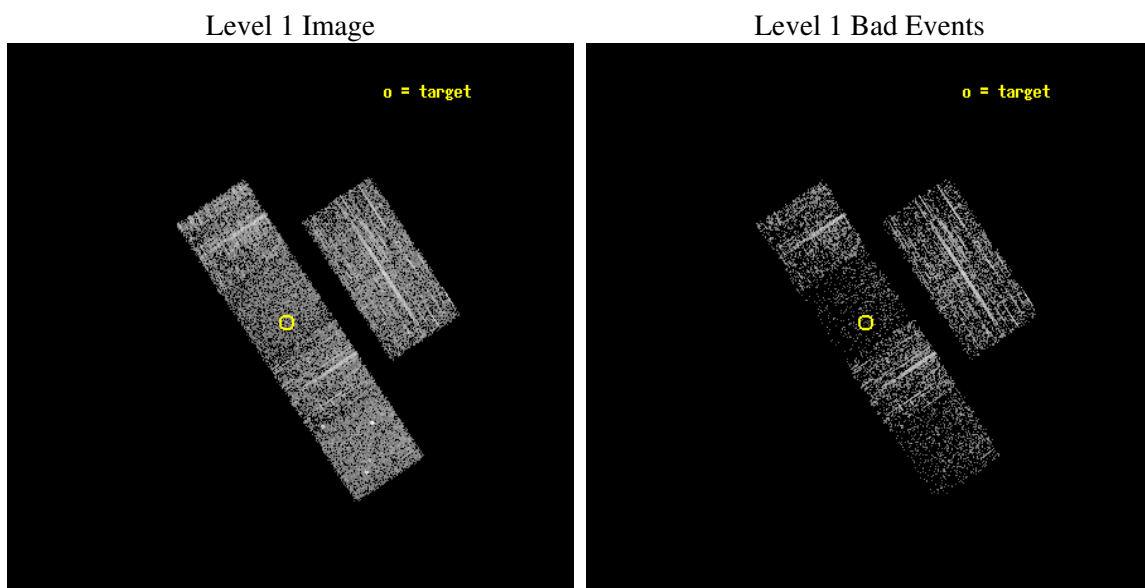 Level 1 Image
Level 1 Bad Events
o = target
o = target